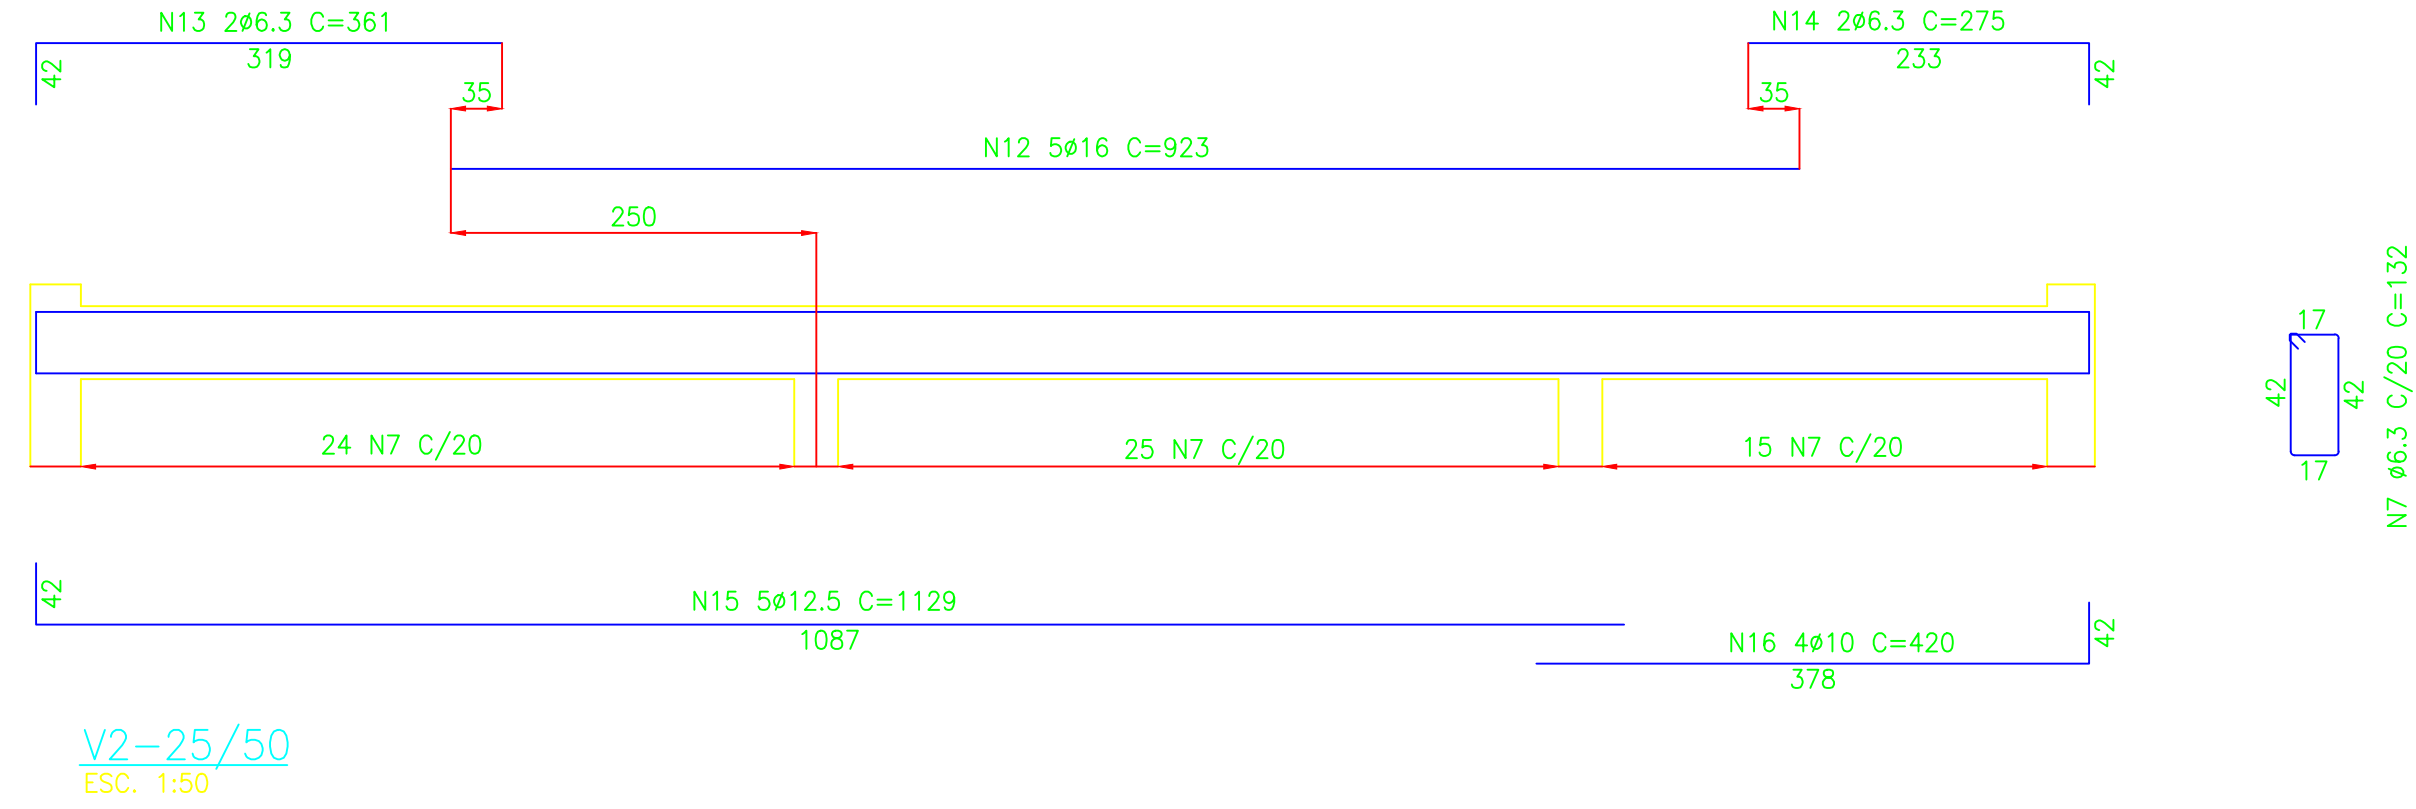 N13 2ø6.3 C=361
N14 2ø6.3 C=275
319
233
42
42
35
35
N12 5ø16 C=923
250
N7 ø6.3 C/20 C=132
17
42
42
17
24 N7 C/20
25 N7 C/20
15 N7 C/20
42
N15 5ø12.5 C=1129
1087
N16 4ø10 C=420
42
378
V2-25/50
ESC. 1:50